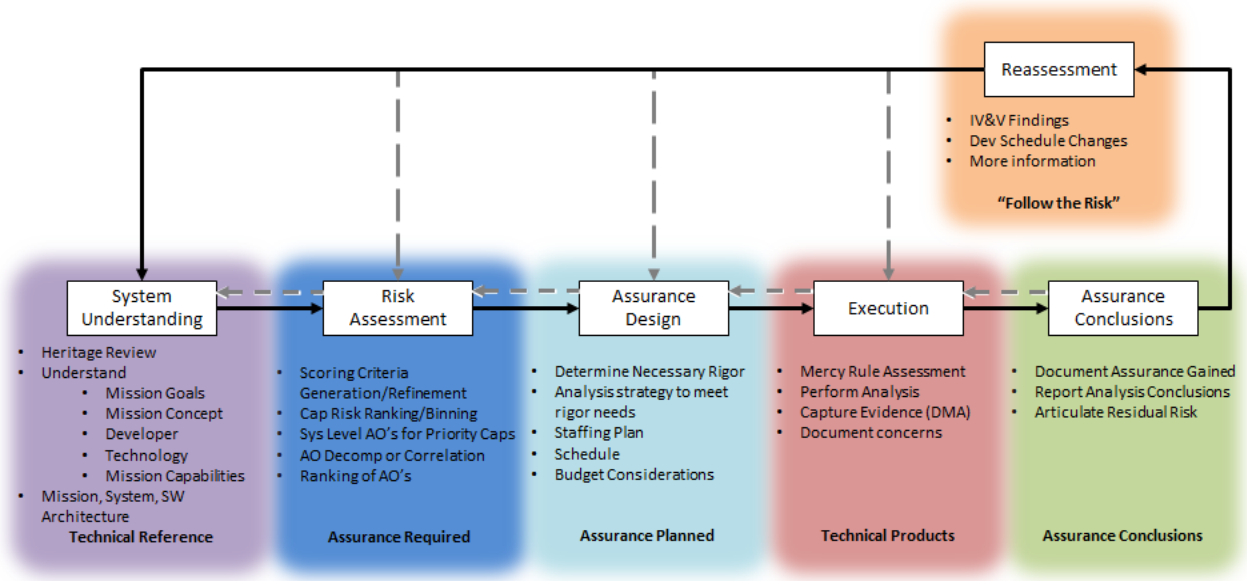 Reassessment
• IV&V Findings
• Dev Schedule Changes
• More information
“Follow the Risk”
System
Understanding
• Heritage Review
• Understand
• Mission Goals
• Mission Concept
• Developer
• Technology
• Mission Capabilities
• Mission, System, SW
Architecture
Technical Reference
Risk
Assessment
• Scoring Criteria
Generation/Refinement
• Cap Risk Ranking/Binning
• Sys Level AO’s for Priority Caps
• AO Decomp or Correlation
• Ranking of AO’s
Assurance Required
Assurance
Design
• Determine Necessary Rigor
• Analysis strategy to meet
rigor needs
• Staffing Plan
• Schedule
• Budget Considerations
Assurance Planned
Execution
• Mercy Rule Assessment
• Perform Analysis
• Capture Evidence (DMA)
• Document concerns
Technical Products
Assurance
Conclusions
• Document Assurance Gained
• Report Analysis Conclusions
• Articulate Residual Risk
Assurance Conclusions